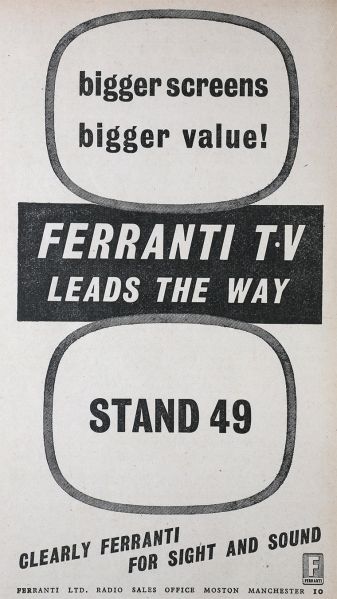 bigger screens
bigger value!
FERRANTI T·V
LEADS THE WAY
STAND 49
CLEARLY FERRANTI
FOR SIGHT AND SOUND
F
FERRANTI
FERRANTI LTD. RADIO SALES OFFICE MOSTON MANCHESTER 10